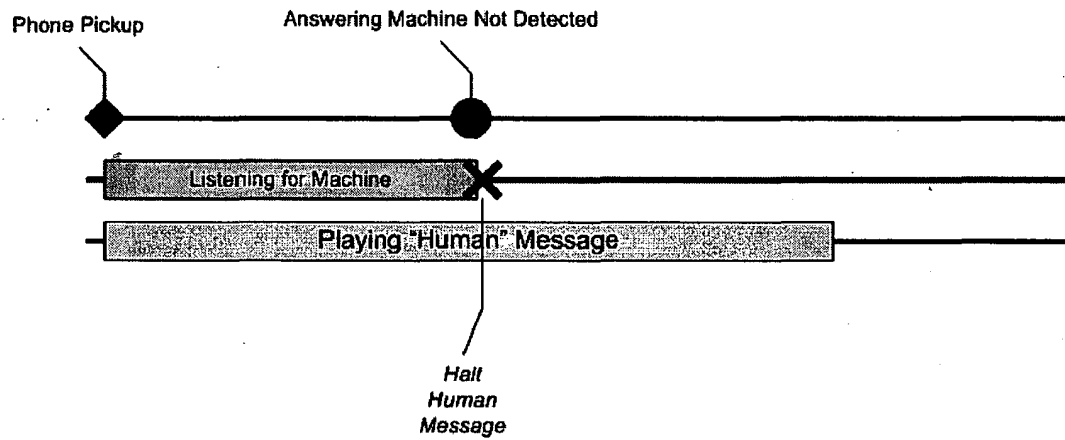 Phone Pickup
Answering Machine Not Detected
Listening for Machine
Playing "Human" Message
Halt
Human
Message